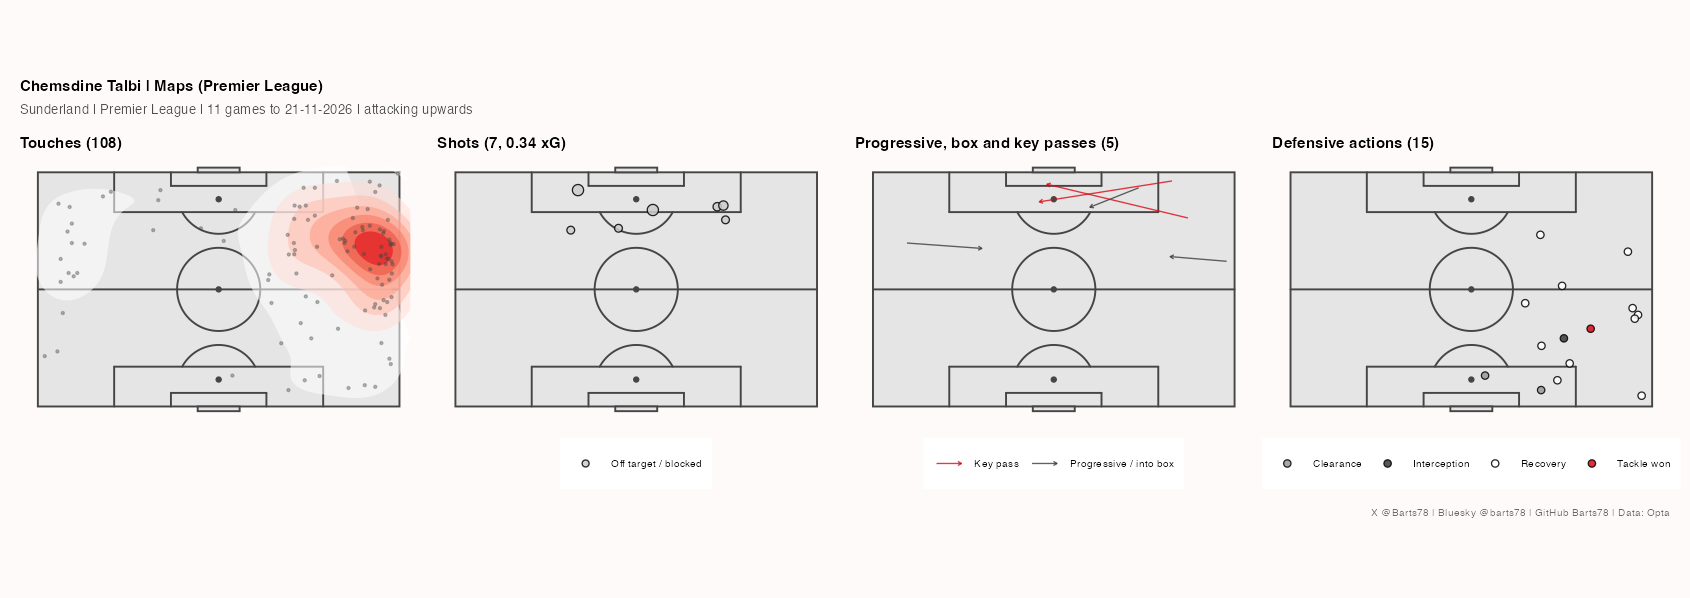 Chemsdine Talbi | Maps (Premier League)
Sunderland | Premier League | 11 games to 21-11-2026 | attacking upwards
Touches (108)
Shots (7, 0.34 xG)
Progressive, box and key passes (5)
Defensive actions (15)
Off target / blocked
Key pass
Progressive / into box
Clearance
Interception
Recovery
Tackle won
X @Barts78 | Bluesky @barts78 | GitHub Barts78 | Data: Opta